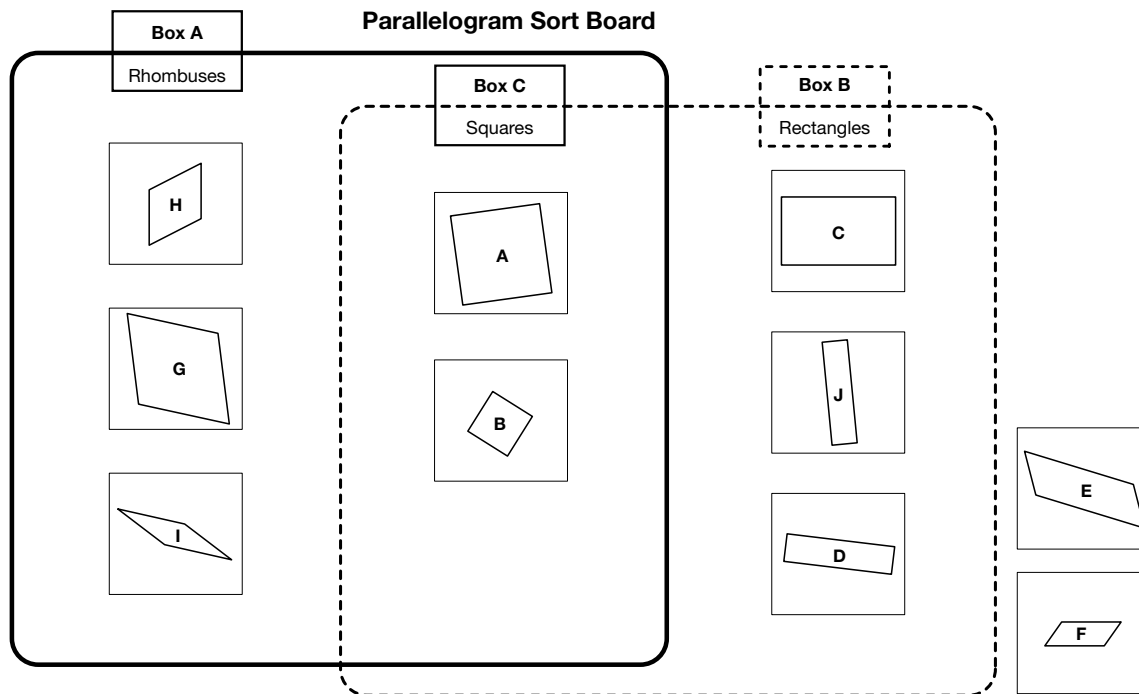 Parallelogram Sort Board
Box A
Rhombuses
Box C
Squares
Box B
Rectangles
H
A
C
G
B
J
I
D
E
F